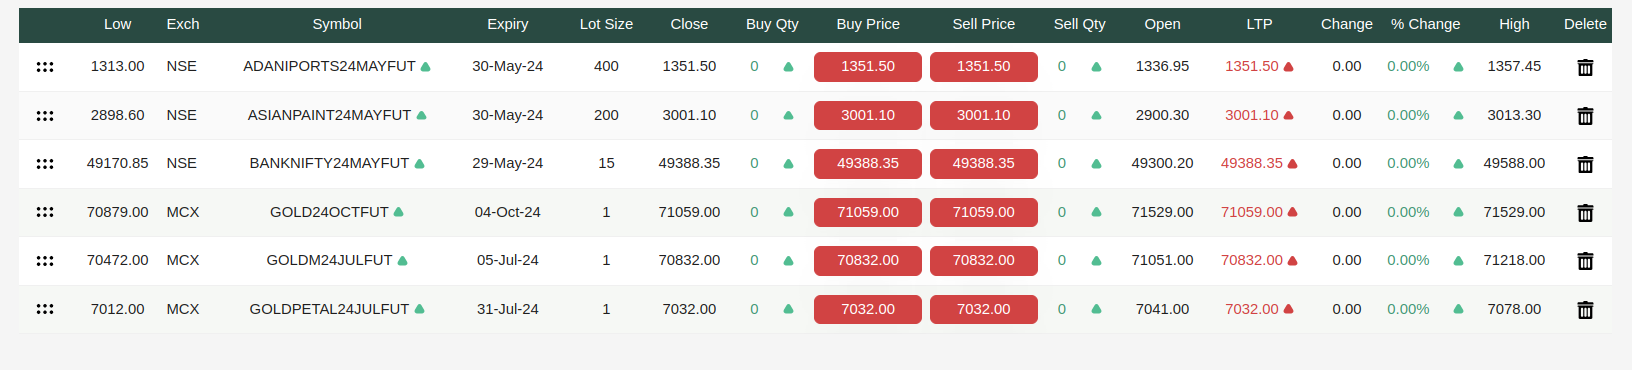 Low Exch Symbol Expiry Lot Size Close Buy Qty Buy Price Sell Price Sell Qty Open LTP Change % Change High Delete
1313.00 NSE ADANIPORTS24MAYFUT 30-May-24 400 1351.50 0 1351.50 1351.50 0 1336.95 1351.50 0.00 0.00% 1357.45
2898.60 NSE ASIANPAINT24MAYFUT 30-May-24 200 3001.10 0 3001.10 3001.10 0 2900.30 3001.10 0.00 0.00% 3013.30
49170.85 NSE BANKNIFTY24MAYFUT 29-May-24 15 49388.35 0 49388.35 49388.35 0 49300.20 49388.35 0.00 0.00% 49588.00
70879.00 MCX GOLD24OCTFUT 04-Oct-24 1 71059.00 0 71059.00 71059.00 0 71529.00 71059.00 0.00 0.00% 71529.00
70472.00 MCX GOLDM24JULFUT 05-Jul-24 1 70832.00 0 70832.00 70832.00 0 71051.00 70832.00 0.00 0.00% 71218.00
7012.00 MCX GOLDPETAL24JULFUT 31-Jul-24 1 7032.00 0 7032.00 7032.00 0 7041.00 7032.00 0.00 0.00% 7078.00